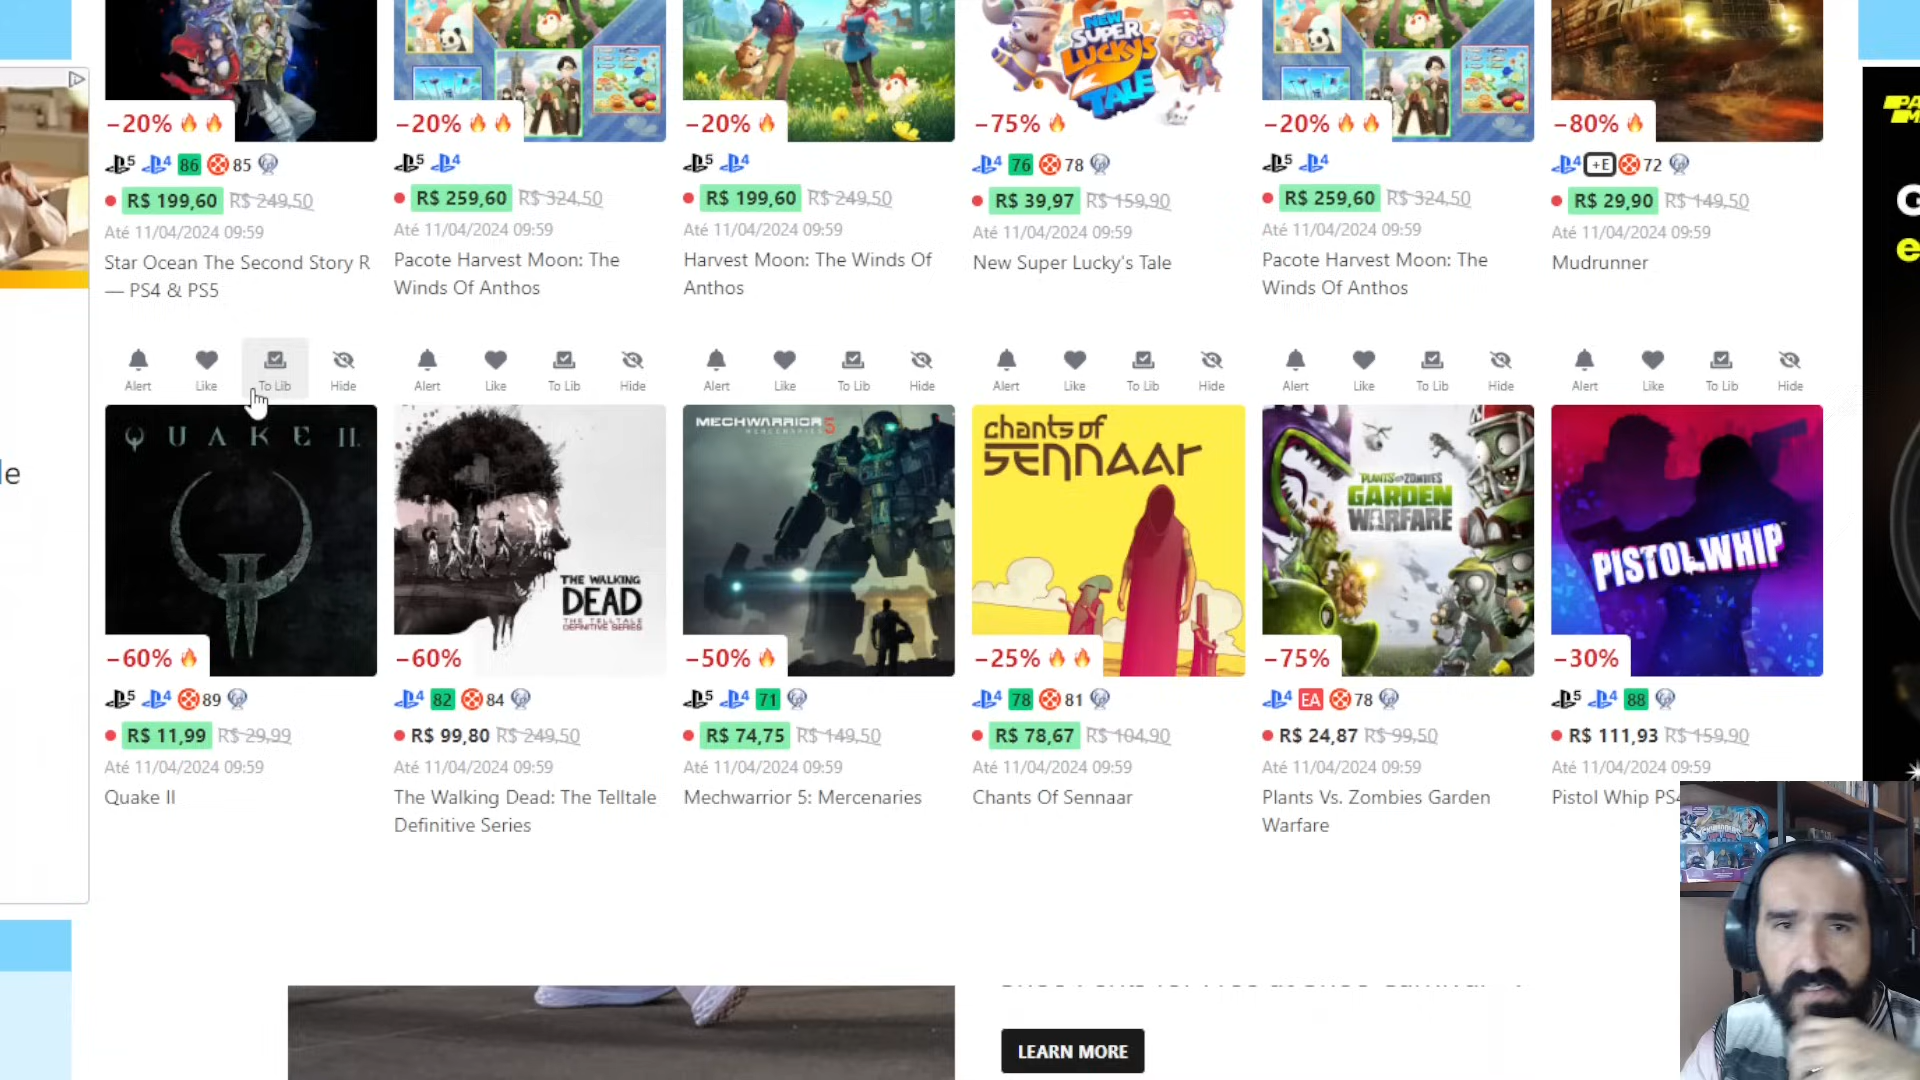 NEW
SUPER
LUCKY'S
TALE
-20%
-20%
-20%
-75%
-20%
-80%
5 4 86 85
5 4
5 4
4 76 78
5 4
4 +E 72
R$ 199,60 R$ 249,50
R$ 259,60 R$ 324,50
R$ 199,60 R$ 249,50
R$ 39,97 R$ 159,90
R$ 259,60 R$ 324,50
R$ 29,90 R$ 149,50
Até 11/04/2024 09:59
Até 11/04/2024 09:59
Até 11/04/2024 09:59
Até 11/04/2024 09:59
Até 11/04/2024 09:59
Até 11/04/2024 09:59
Star Ocean The Second Story R
— PS4 & PS5
Pacote Harvest Moon: The
Winds Of Anthos
Harvest Moon: The Winds Of
Anthos
New Super Lucky's Tale
Pacote Harvest Moon: The
Winds Of Anthos
Mudrunner
Alert Like To Lib Hide
Alert Like To Lib Hide
Alert Like To Lib Hide
Alert Like To Lib Hide
Alert Like To Lib Hide
Alert Like To Lib Hide
QUAKE II
THE WALKING
DEAD
THE TELLTALE
DEFINITIVE SERIES
MECHWARRIOR 5
MERCENARIES
chants of
SENNAAR
PLANTS VS. ZOMBIES
GARDEN
WARFARE
PISTOL WHIP
-60%
-60%
-50%
-25%
-75%
-30%
5 4 89
4 82 84
5 4 71
4 78 81
4 EA 78
5 4 88
R$ 11,99 R$ 29,99
R$ 99,80 R$ 249,50
R$ 74,75 R$ 149,50
R$ 78,67 R$ 104,90
R$ 24,87 R$ 99,50
R$ 111,93 R$ 159,90
Até 11/04/2024 09:59
Até 11/04/2024 09:59
Até 11/04/2024 09:59
Até 11/04/2024 09:59
Até 11/04/2024 09:59
Até 11/04/2024 09:59
Quake II
The Walking Dead: The Telltale
Definitive Series
Mechwarrior 5: Mercenaries
Chants Of Sennaar
Plants Vs. Zombies Garden
Warfare
Pistol Whip PS4
LEARN MORE